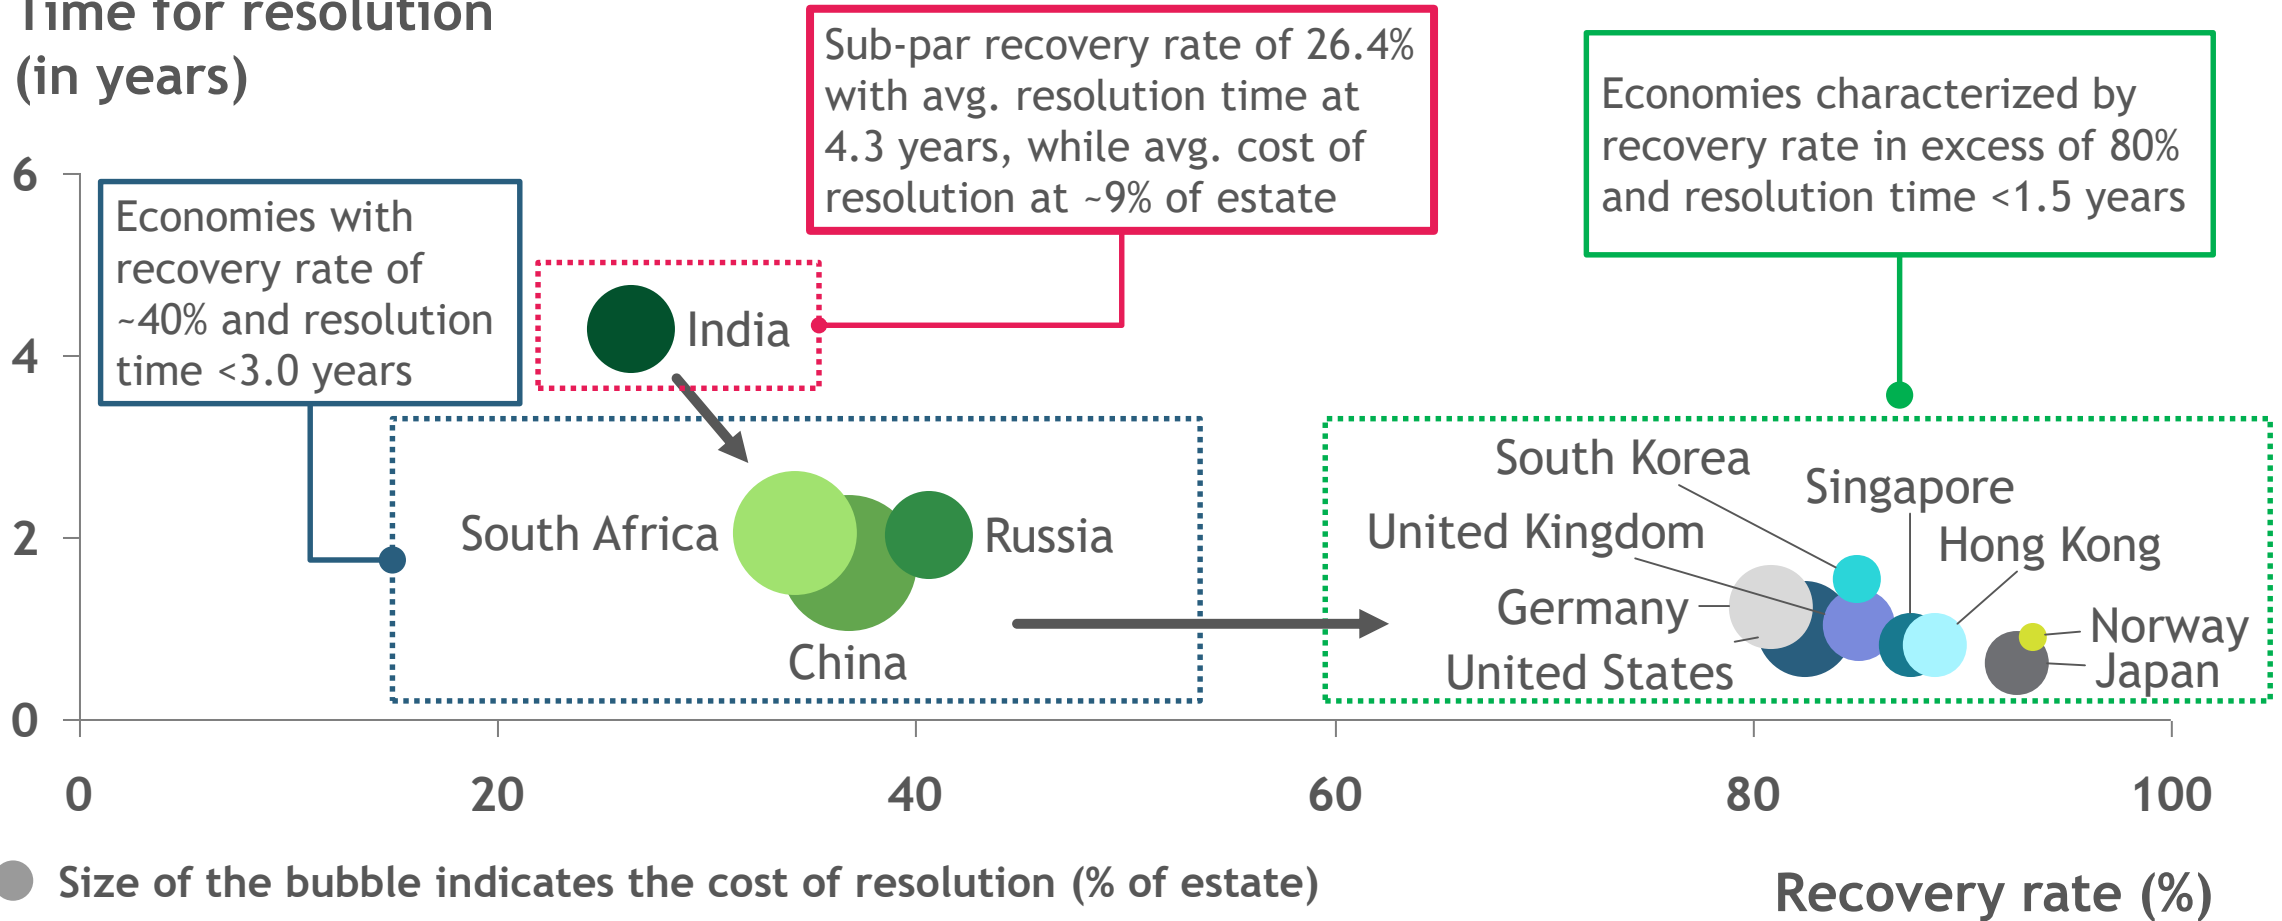 Time for resolution
(in years)
Sub-par recovery rate of 26.4%
with avg. resolution time at
4.3 years, while avg. cost of
resolution at ~9% of estate
Economies characterized by
recovery rate in excess of 80%
and resolution time <1.5 years
Economies with
recovery rate of
~40% and resolution
time <3.0 years
6
4
2
0
India
South Africa
Russia
China
South Korea
Singapore
United Kingdom
Hong Kong
Germany
Norway
United States
Japan
0
20
40
60
80
100
Size of the bubble indicates the cost of resolution (% of estate)
Recovery rate (%)